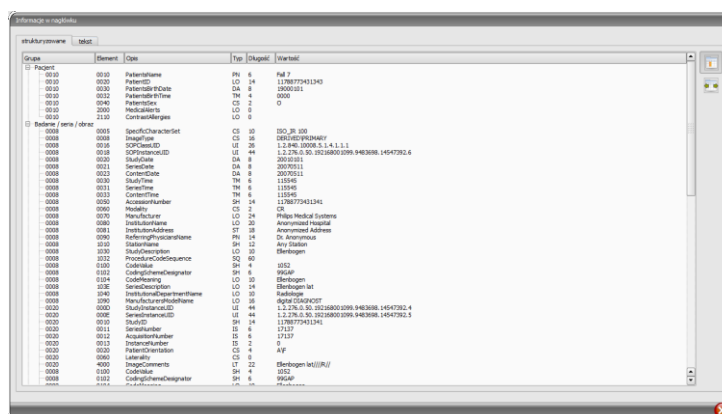 Informacje w nagłówku
strukturyzowane tekst
Grupa Element Opis Typ Długość Wartość
Pacjent
0010 0010 PatientsName PN 6 Fall 7
0010 0020 PatientID LO 14 11788773431343
0010 0030 PatientsBirthDate DA 8 19000101
0010 0032 PatientsBirthTime TM 4 0000
0010 0040 PatientsSex CS 2 O
0010 2000 MedicalAlerts LO 0
0010 2110 ContrastAllergies LO 0
Badanie / seria / obraz
0008 0005 SpecificCharacterSet CS 10 ISO_IR 100
0008 0008 ImageType CS 16 DERIVED\PRIMARY
0008 0016 SOPClassUID UI 26 1.2.840.10008.5.1.4.1.1.1
0008 0018 SOPInstanceUID UI 44 1.2.276.0.50.192168001099.9483698.14547392.6
0008 0020 StudyDate DA 8 20010101
0008 0021 SeriesDate DA 8 20070511
0008 0023 ContentDate DA 8 20070511
0008 0030 StudyTime TM 6 115545
0008 0031 SeriesTime TM 6 115545
0008 0033 ContentTime TM 6 115545
0008 0050 AccessionNumber SH 14 11788773431341
0008 0060 Modality CS 2 CR
0008 0070 Manufacturer LO 24 Philips Medical Systems
0008 0080 InstitutionName LO 20 Anonymized Hospital
0008 0081 InstitutionAddress ST 18 Anonymized Address
0008 0090 ReferringPhysiciansName PN 14 Dr. Anonymous
0008 1010 StationName SH 12 Any Station
0008 1030 StudyDescription LO 10 Ellenbogen
0008 1032 ProcedureCodeSequence SQ 60
0008 0100 CodeValue SH 4 1052
0008 0102 CodingSchemeDesignator SH 6 99GAP
0008 0104 CodeMeaning LO 10 Ellenbogen
0008 103E SeriesDescription LO 14 Ellenbogen lat
0008 1040 InstitutionalDepartmentName LO 10 Radiologie
0008 1090 ManufacturersModelName LO 16 digital DIAGNOST
0020 000D StudyInstanceUID UI 44 1.2.276.0.50.192168001099.9483698.14547392.4
0020 000E SeriesInstanceUID UI 44 1.2.276.0.50.192168001099.9483698.14547392.5
0020 0010 StudyID SH 14 11788773431341
0020 0011 SeriesNumber IS 6 17137
0020 0012 AcquisitionNumber IS 6 17137
0020 0013 InstanceNumber IS 2 0
0020 0020 PatientOrientation CS 4 A\F
0020 0060 Laterality CS 0
0020 4000 ImageComments LT 22 Ellenbogen lat////R//
0008 0100 CodeValue SH 4 1052
0008 0102 CodingSchemeDesignator SH 6 99GAP
0008 0104 CodeMeaning LO 10 Ellenbogen